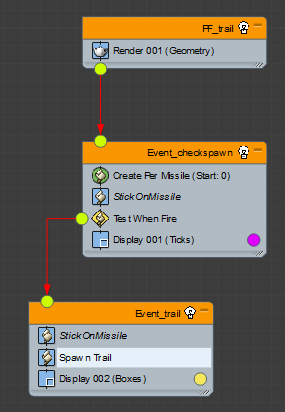 PF_trail
Render 001 (Geometry)
Event_checkspawn
Create Per Missile (Start: 0)
StickOnMissile
Test When Fire
Display 001 (Ticks)
Event_trail
StickOnMissile
Spawn Trail
Display 002 (Boxes)